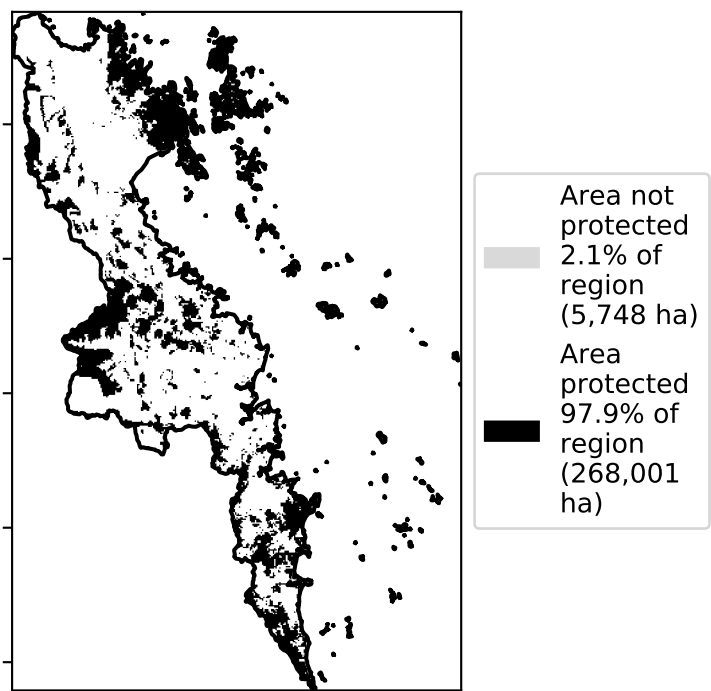 Area not
protected
2.1% of
region
(5,748 ha)
Area
protected
97.9% of
region
(268,001
ha)